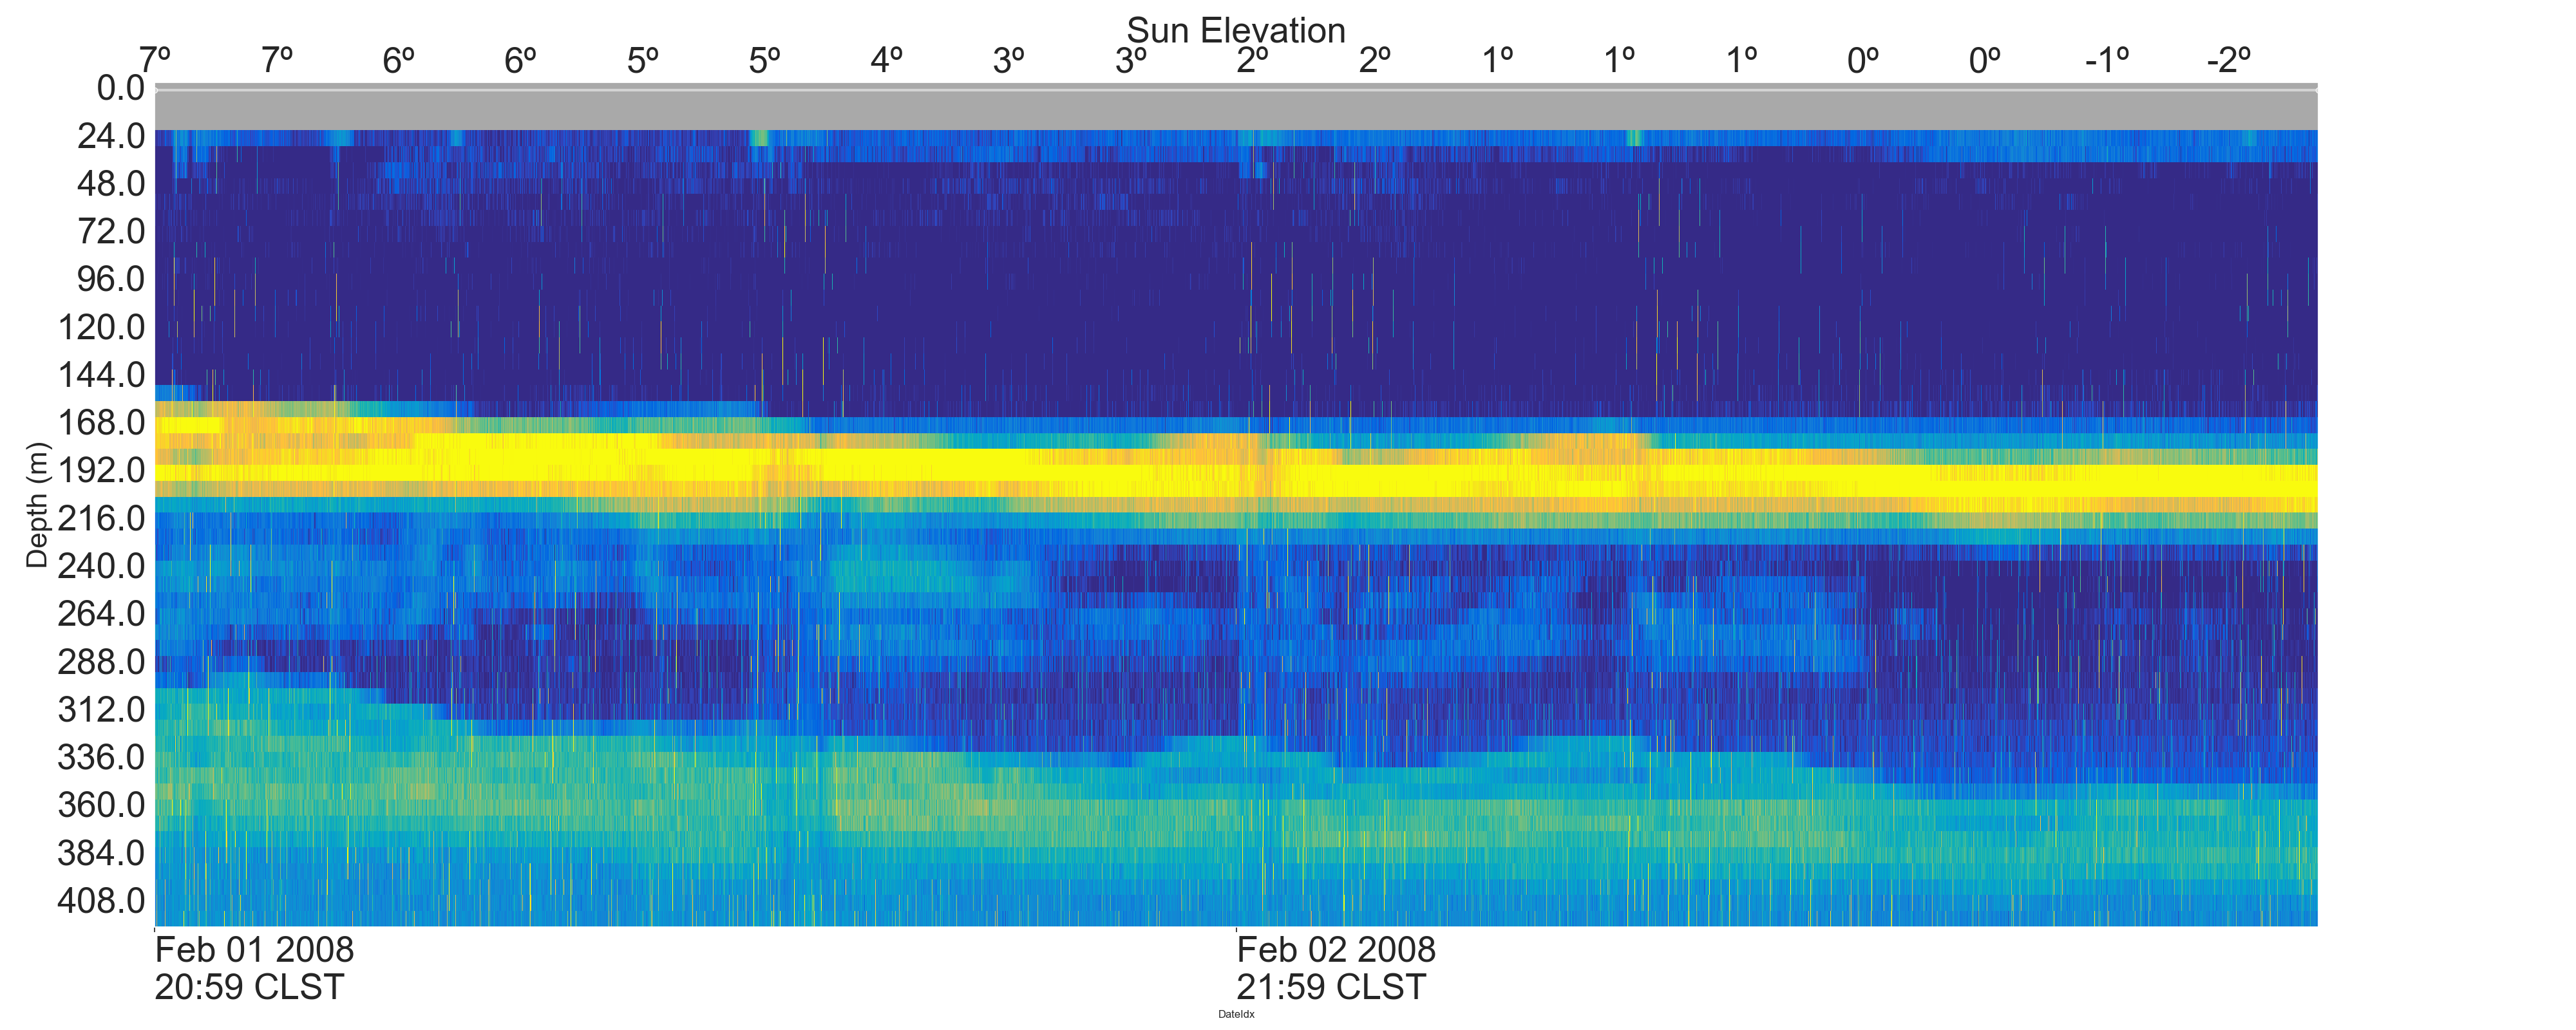 Sun Elevation
7º 7º 6º 6º 5º 5º 4º 3º 3º 2º 2º 1º 1º 1º 0º 0º -1º -2º
0.0
24.0
48.0
72.0
96.0
120.0
144.0
168.0
192.0
216.0
240.0
264.0
288.0
312.0
336.0
360.0
384.0
408.0
Depth (m)
Feb 01 2008
20:59 CLST
Feb 02 2008
21:59 CLST
DateIdx